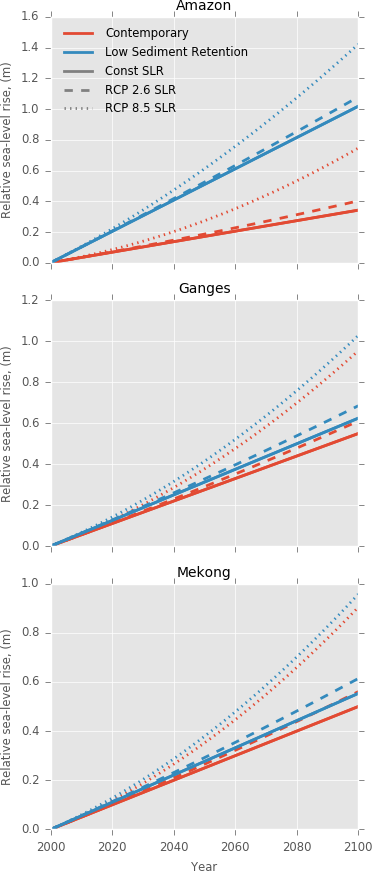 Amazon
1.6
1.4
1.2
1.0
0.8
0.6
0.4
0.2
0.0
Relative sea-level rise, (m)
Contemporary
Low Sediment Retention
Const SLR
RCP 2.6 SLR
RCP 8.5 SLR
Ganges
1.2
1.0
0.8
0.6
0.4
0.2
0.0
Relative sea-level rise, (m)
Mekong
1.0
0.8
0.6
0.4
0.2
0.0
Relative sea-level rise, (m)
2000 2020 2040 2060 2080 2100
Year